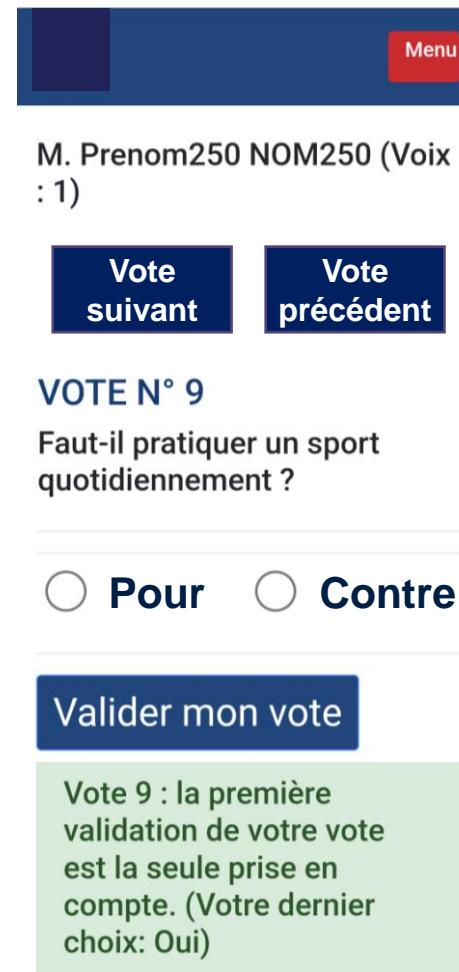 Menu
M. Prenom250 NOM250 (Voix
: 1)
Vote
suivant
Vote
précédent
VOTE N° 9
Faut-il pratiquer un sport
quotidiennement ?
Pour
Contre
Valider mon vote
Vote 9 : la première
validation de votre vote
est la seule prise en
compte. (Votre dernier
choix: Oui)